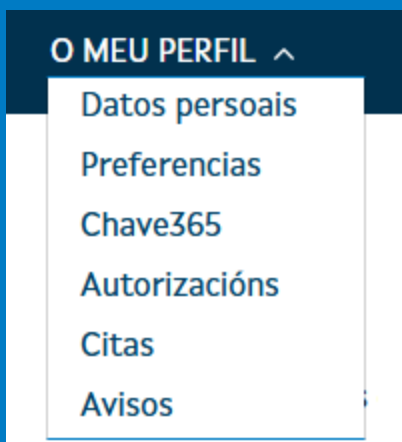 O MEU PERFIL
Datos persoais
Preferencias
Chave365
Autorizacións
Citas
Avisos